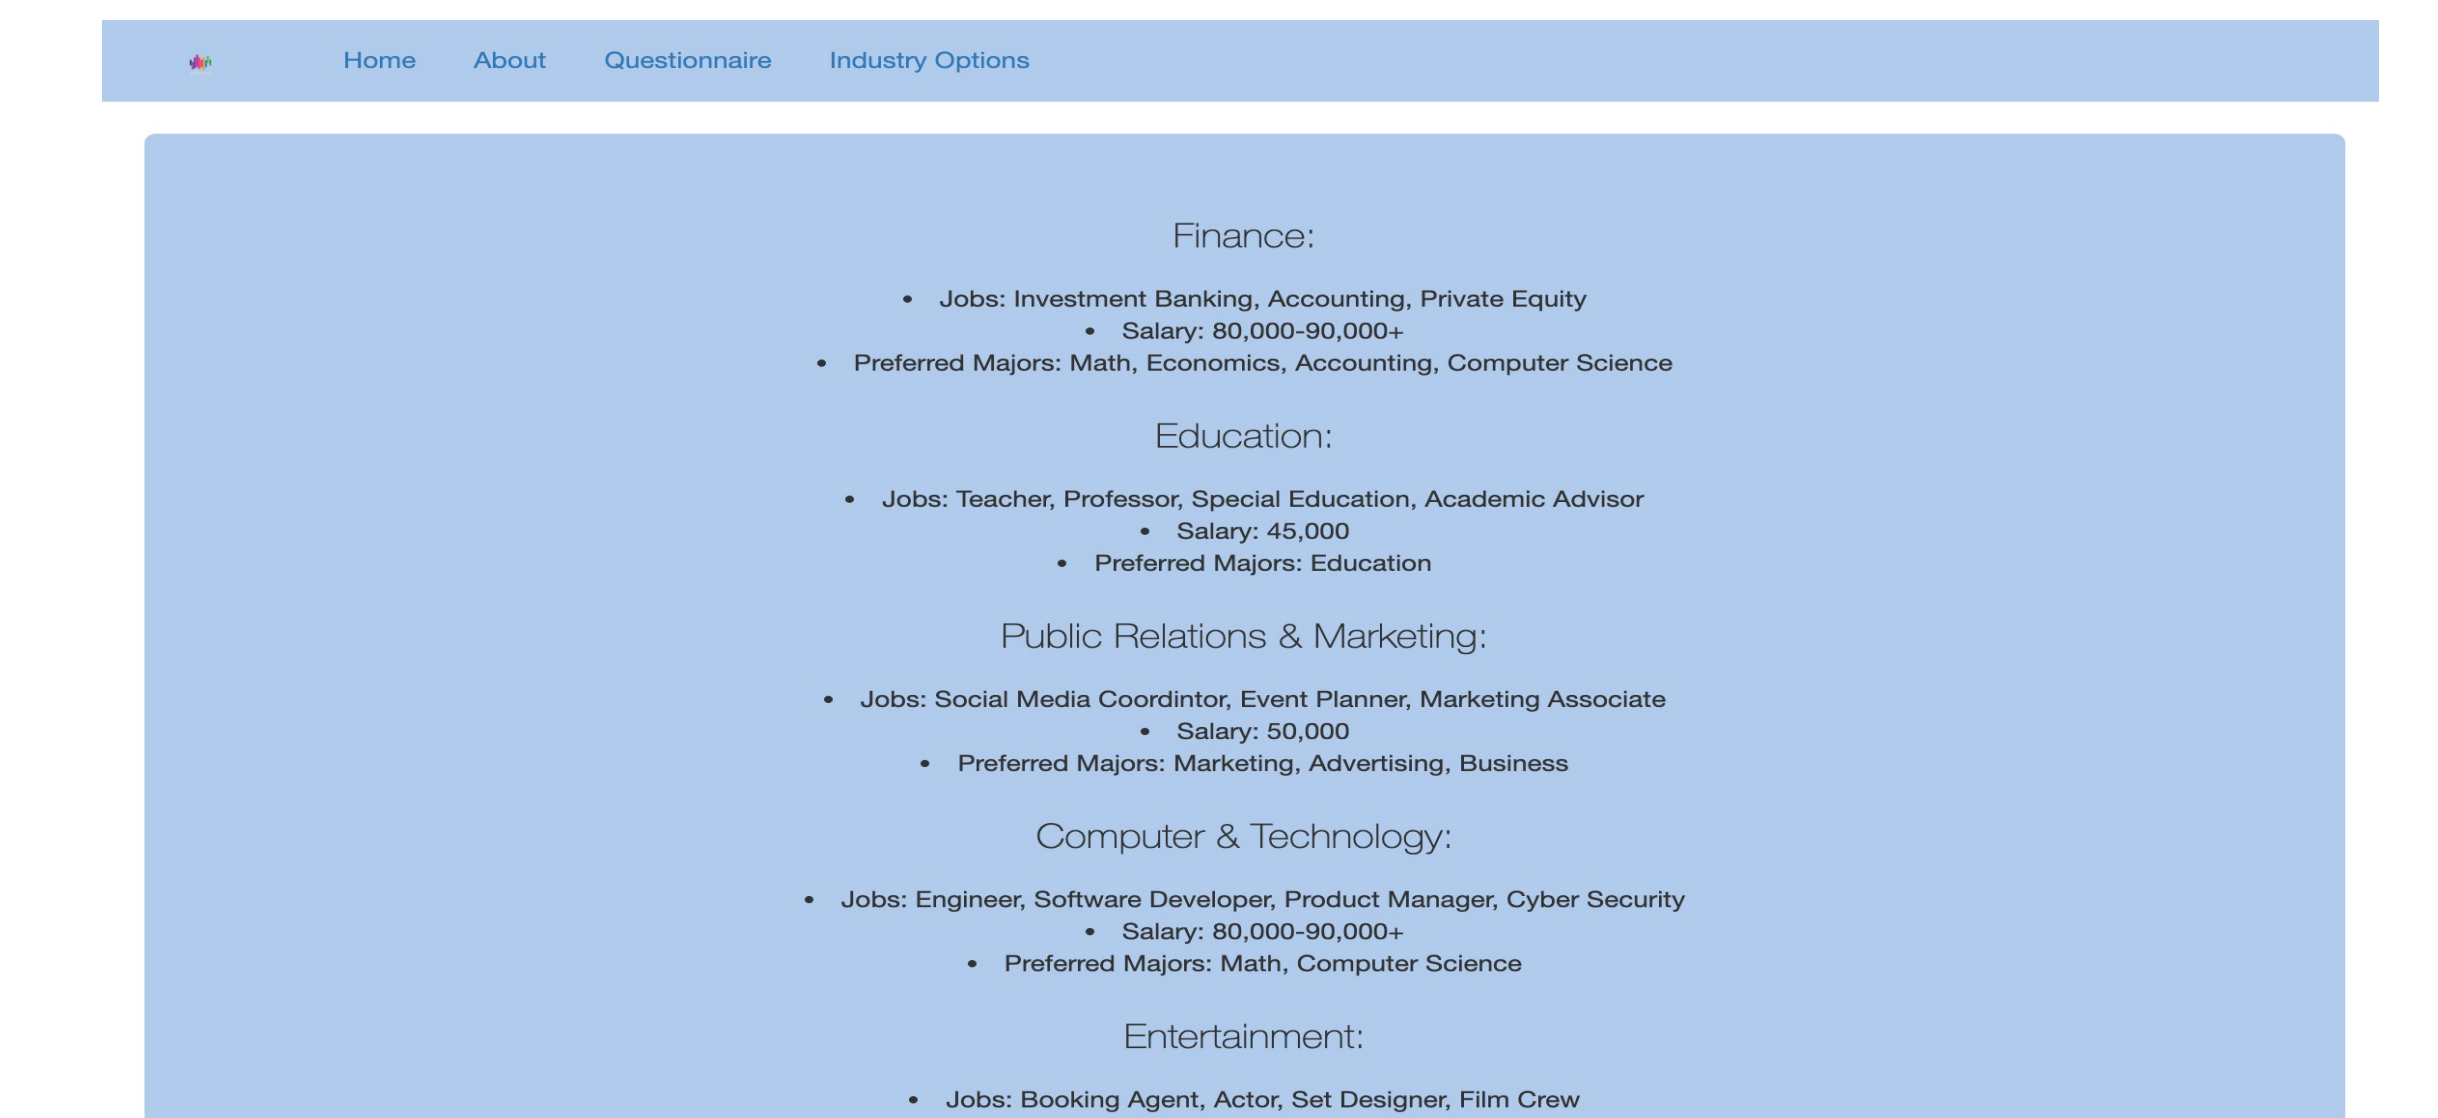 Home About Questionnaire Industry Options
Finance:
• Jobs: Investment Banking, Accounting, Private Equity
• Salary: 80,000-90,000+
• Preferred Majors: Math, Economics, Accounting, Computer Science
Education:
• Jobs: Teacher, Professor, Special Education, Academic Advisor
• Salary: 45,000
• Preferred Majors: Education
Public Relations & Marketing:
• Jobs: Social Media Coordintor, Event Planner, Marketing Associate
• Salary: 50,000
• Preferred Majors: Marketing, Advertising, Business
Computer & Technology:
• Jobs: Engineer, Software Developer, Product Manager, Cyber Security
• Salary: 80,000-90,000+
• Preferred Majors: Math, Computer Science
Entertainment:
• Jobs: Booking Agent, Actor, Set Designer, Film Crew